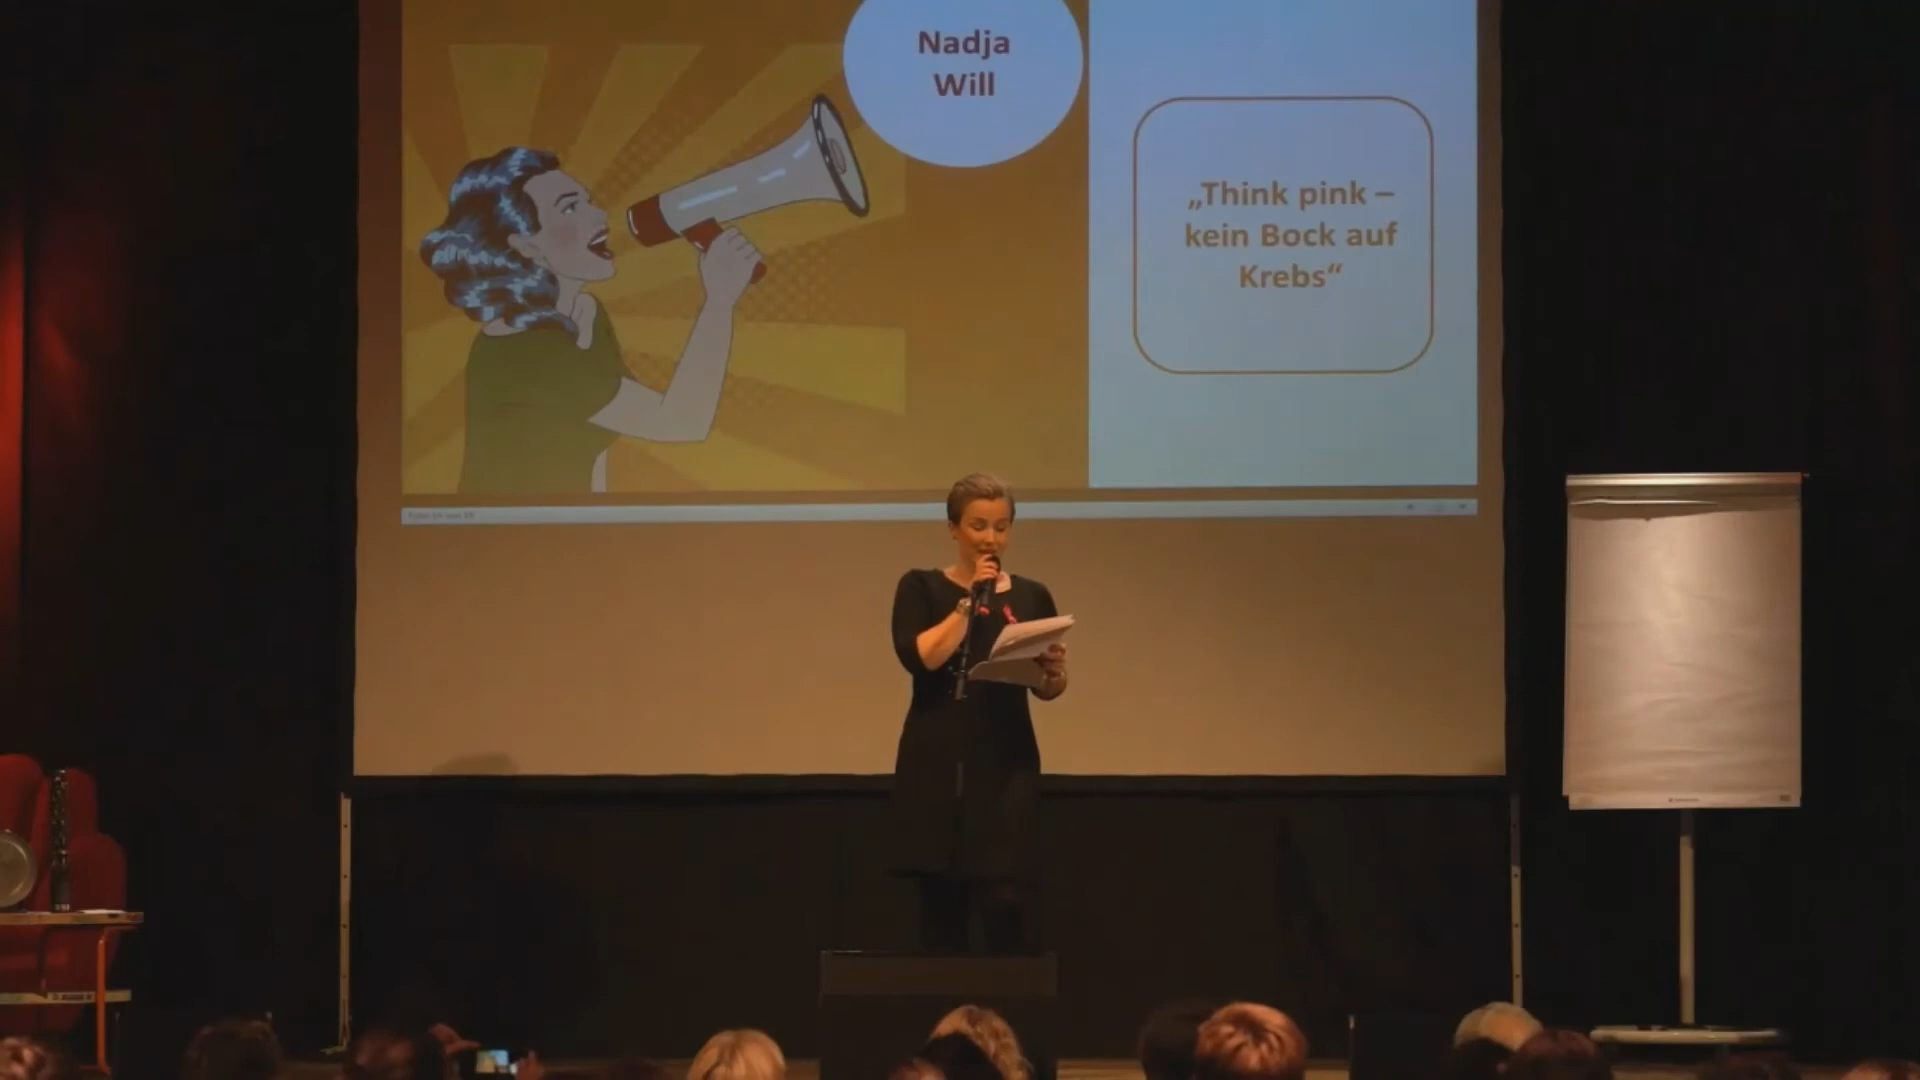 Nadja
Will
„Think pink –
kein Bock auf
Krebs“